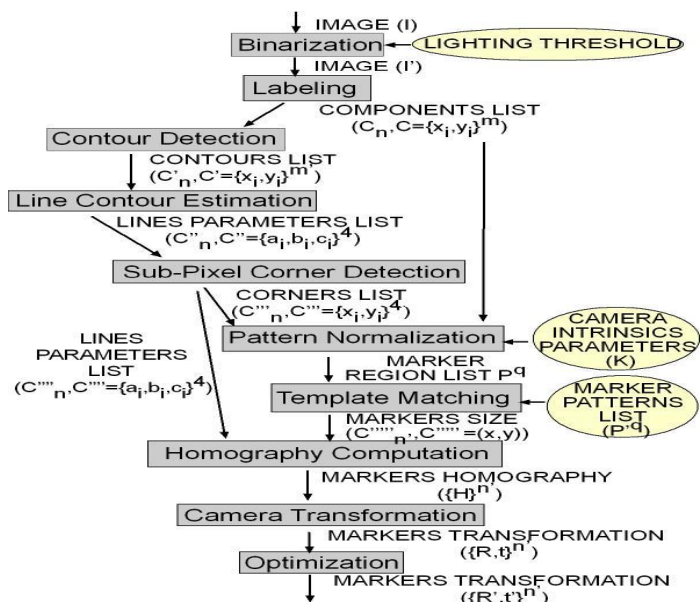 IMAGE (I)
Binarization
LIGHTING THRESHOLD
IMAGE (I')
Labeling
COMPONENTS LIST
(Cn,C={xi,yi}m)
Contour Detection
CONTOURS LIST
(C'n,C'={xi,yi}m')
Line Contour Estimation
LINES PARAMETERS LIST
(C''n,C''={ai,bi,ci}4)
Sub-Pixel Corner Detection
CORNERS LIST
(C'''n,C'''={xi,yi}4)
LINES
PARAMETERS
LIST
(C''''n,C''''={ai,bi,ci}4)
Pattern Normalization
CAMERA
INTRINSICS
PARAMETERS
(K)
MARKER
REGION LIST Pq
Template Matching
MARKER
PATTERNS
LIST
(P'q)
MARKERS SIZE
(C'''''n',C'''''=(x,y))
Homography Computation
MARKERS HOMOGRAPHY
({H}n')
Camera Transformation
MARKERS TRANSFORMATION
({R,t}n')
Optimization
MARKERS TRANSFORMATION
({R',t'}n')